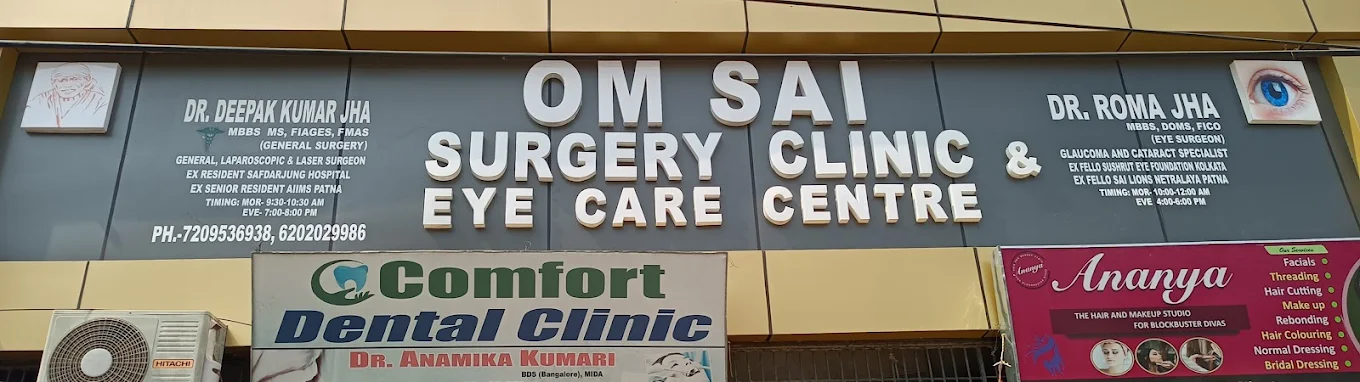 DR. DEEPAK KUMAR JHA
MBBS MS, FIAGES, FMAS
(GENERAL SURGERY)
GENERAL, LAPAROSCOPIC & LASER SURGEON
EX RESIDENT SAFDARJUNG HOSPITAL
EX SENIOR RESIDENT AIIMS PATNA
TIMING: MOR- 9:30-10:30 AM
EVE- 7:00-8:00 PM
PH.-7209536938, 6202029986
OM SAI
SURGERY CLINIC &
EYE CARE CENTRE
DR. ROMA JHA
MBBS, DOMS, FICO
(EYE SURGEON)
GLAUCOMA AND CATARACT SPECIALIST
EX FELLO SUSHRUT EYE FOUNDATION KOLKATA
EX FELLO SAI LIONS NETRALAYA PATNA
TIMING: MOR- 10:00-12:00 AM
EVE 4:00-6:00 PM
Comfort
Dental Clinic
DR. ANAMIKA KUMARI
BDS (Bangalore), MIDA
HITACHI
Ananya
Ananya
THE HAIR AND MAKEUP STUDIO
FOR BLOCKBUSTER DIVAS
Our Services
Facials
Threading
Hair Cutting
Make up
Rebonding
Hair Colouring
Normal Dressing
Bridal Dressing